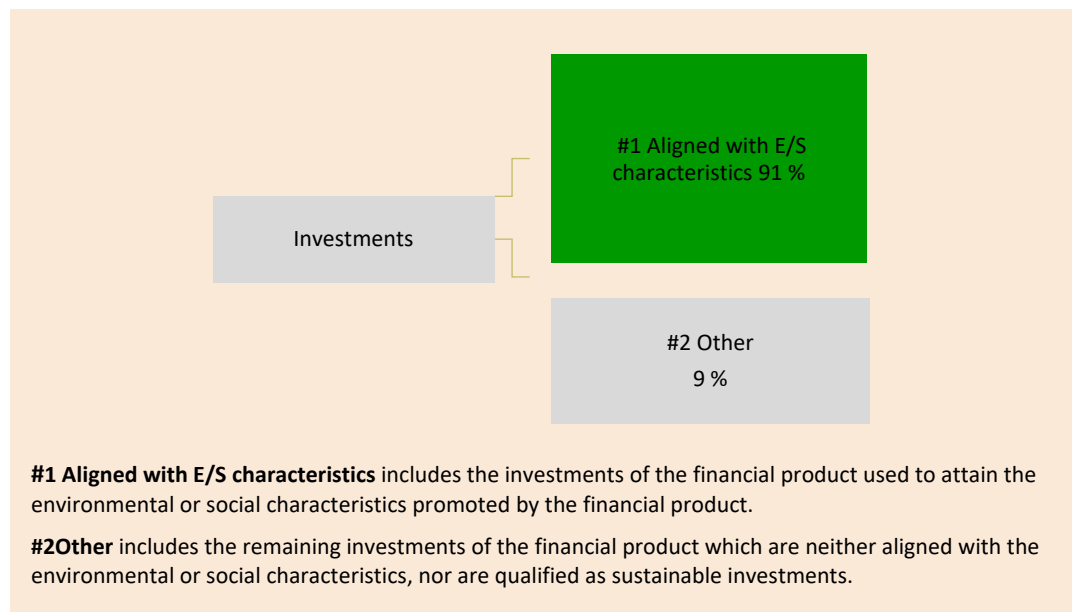 #1 Aligned with E/S
characteristics 91 %
Investments
#2 Other
9 %
#1 Aligned with E/S characteristics includes the investments of the financial product used to attain the
environmental or social characteristics promoted by the financial product.
#2Other includes the remaining investments of the financial product which are neither aligned with the
environmental or social characteristics, nor are qualified as sustainable investments.